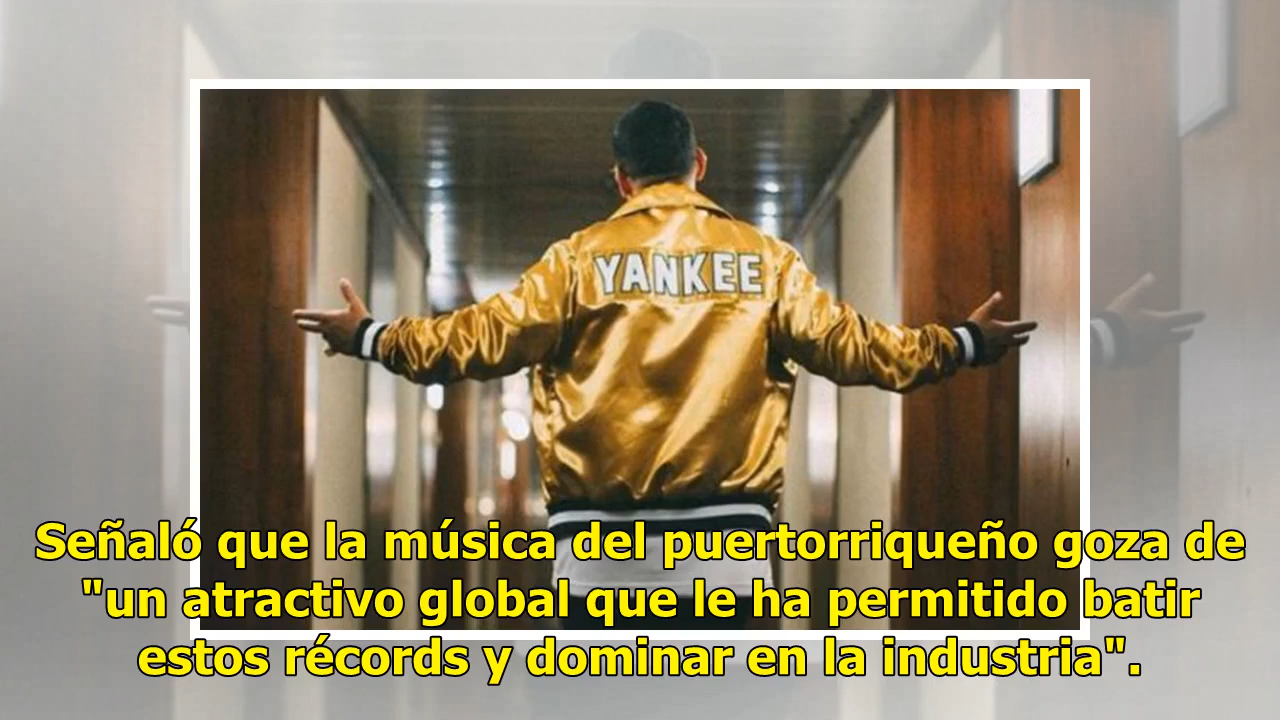 YANKEE
Señaló que la música del puertorriqueño goza de
"un atractivo global que le ha permitido batir
estos récords y dominar en la industria".